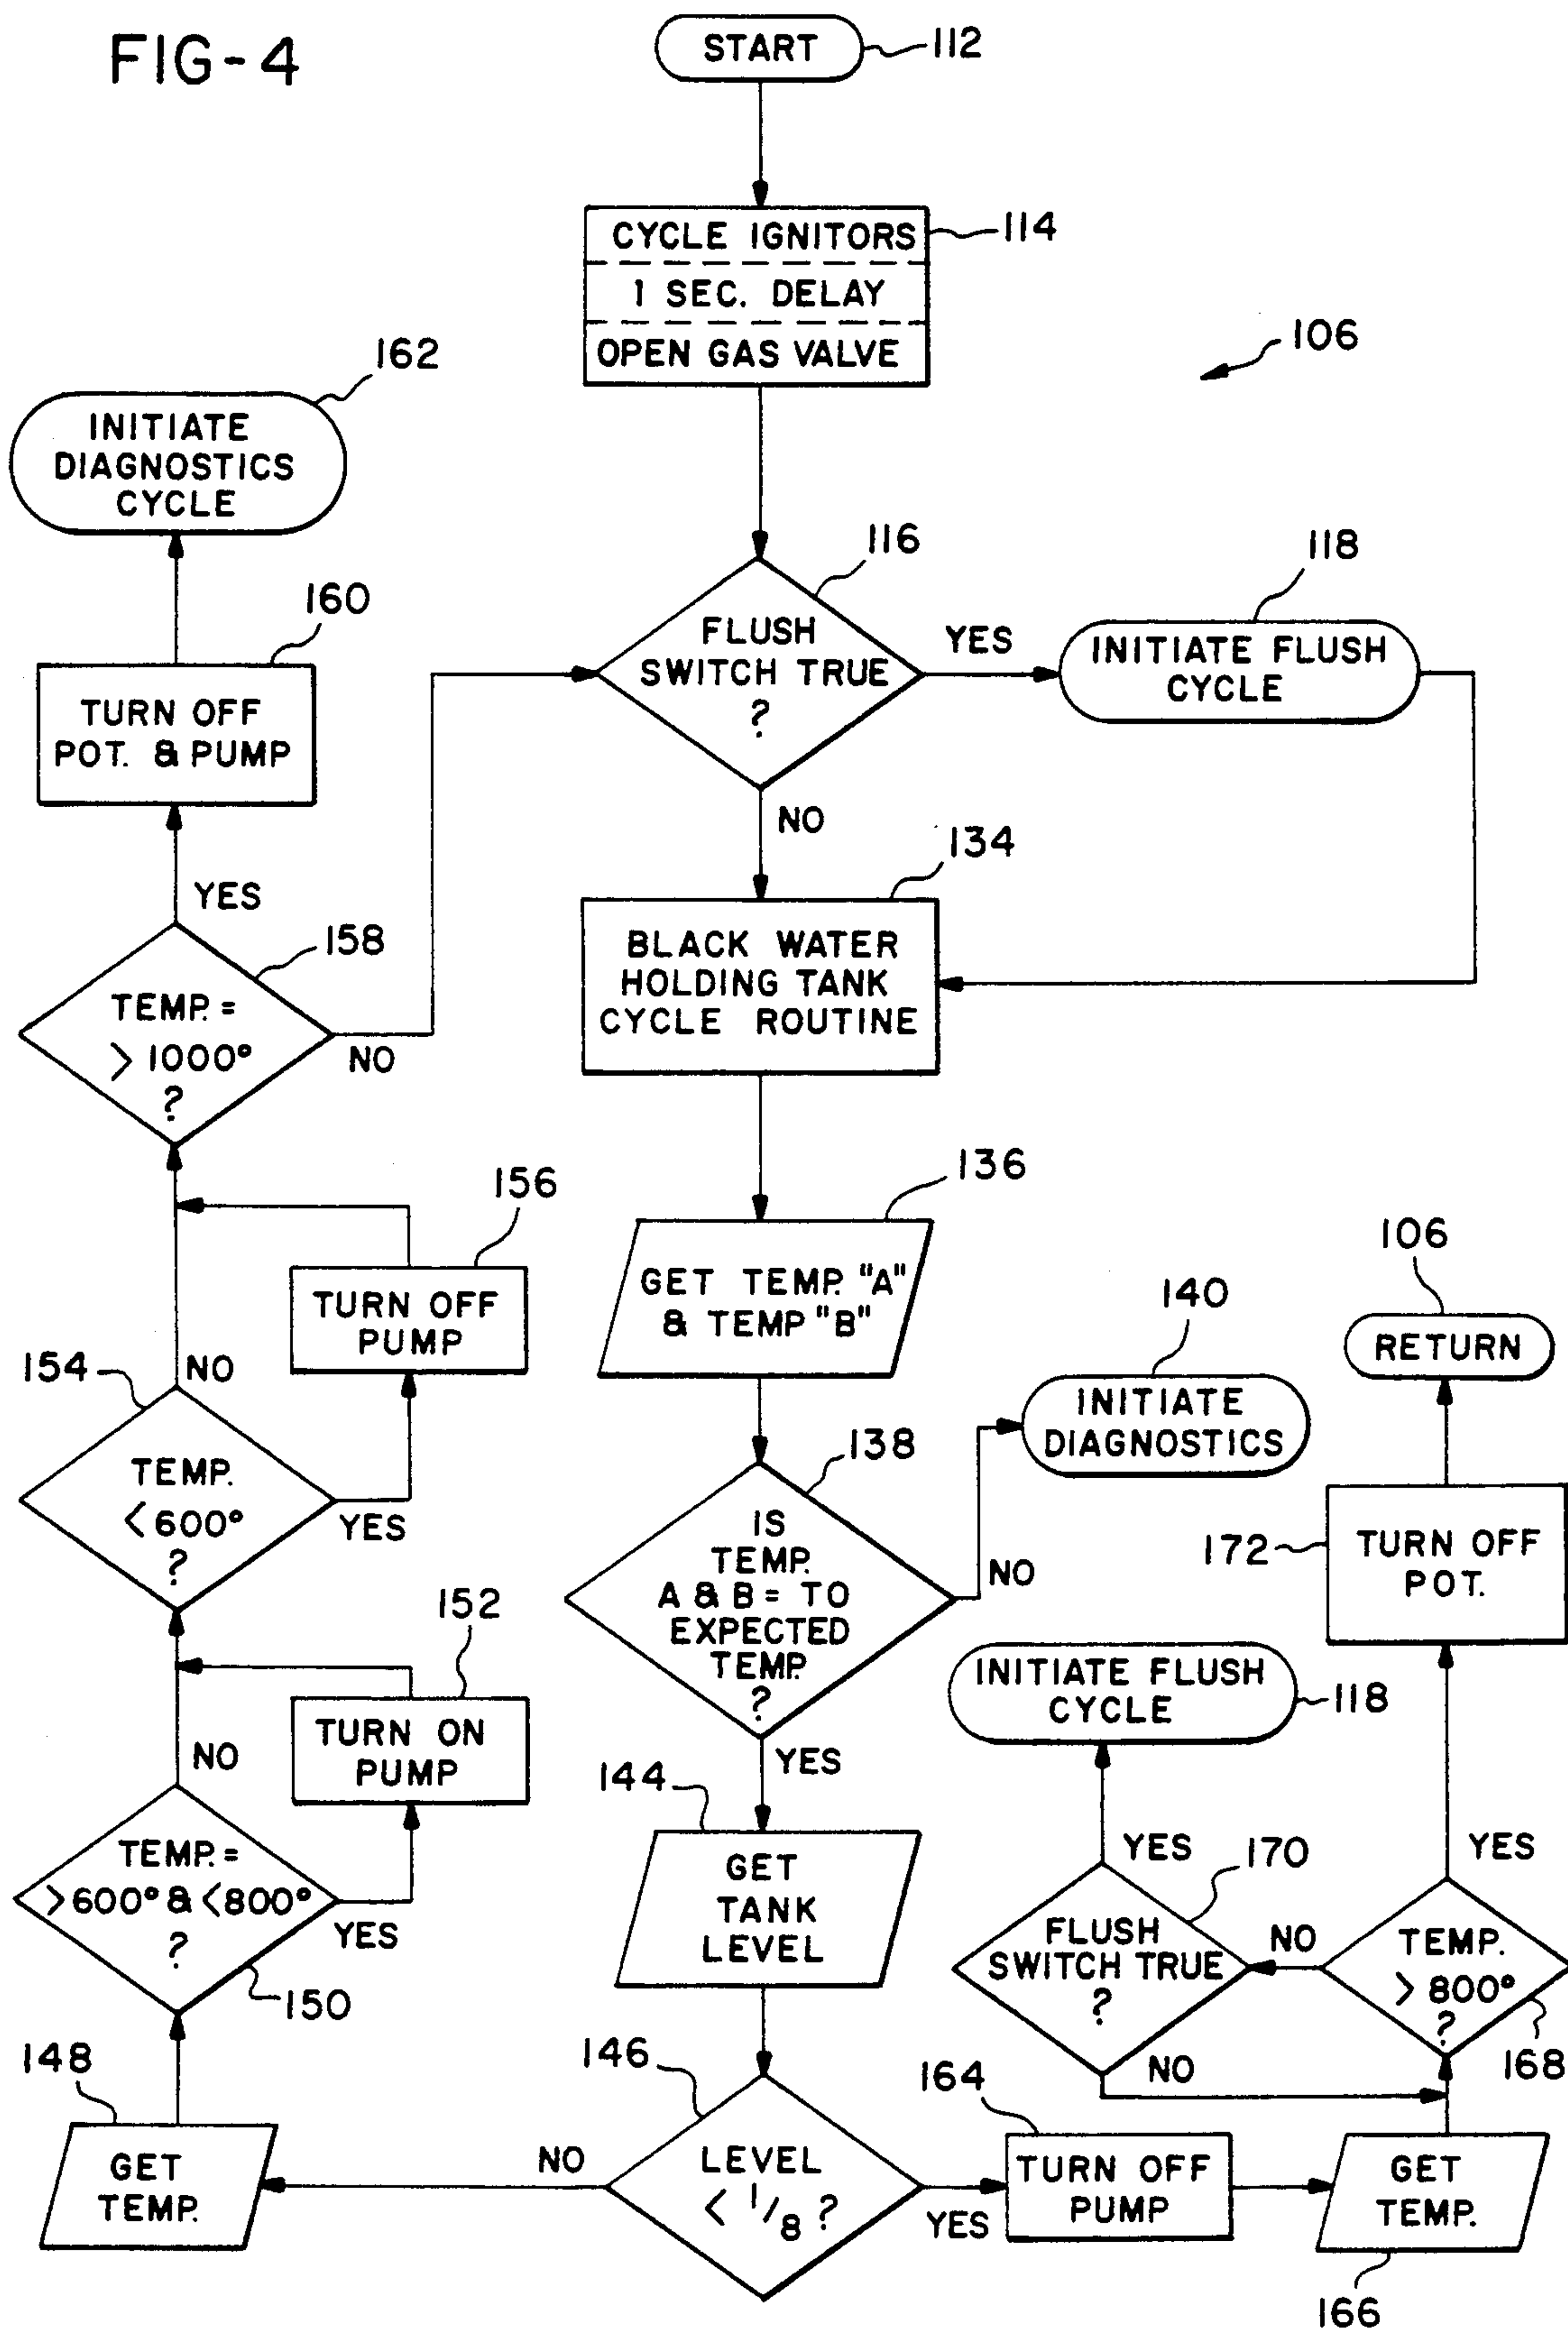 FIG-4
START
112
CYCLE IGNITORS
1 SEC. DELAY
OPEN GAS VALVE
114
106
162
INITIATE
DIAGNOSTICS
CYCLE
160
TURN OFF
POT. & PUMP
YES
116
FLUSH
SWITCH TRUE
?
YES
118
INITIATE FLUSH
CYCLE
NO
134
BLACK WATER
HOLDING TANK
CYCLE ROUTINE
158
TEMP. =
> 1000°
?
NO
136
GET TEMP. "A"
& TEMP "B"
156
TURN OFF
PUMP
154
NO
TEMP.
< 600°
?
YES
138
IS
TEMP.
A & B = TO
EXPECTED
TEMP.
?
NO
140
INITIATE
DIAGNOSTICS
106
RETURN
172
TURN OFF
POT.
152
TURN ON
PUMP
NO
TEMP. =
> 600° & < 800°
?
YES
150
YES
144
GET
TANK
LEVEL
INITIATE FLUSH
CYCLE
118
YES
170
FLUSH
SWITCH TRUE
?
NO
NO
YES
TEMP.
> 800°
?
168
148
GET
TEMP.
146
NO
LEVEL
< 1/8 ?
YES
164
TURN OFF
PUMP
GET
TEMP.
166